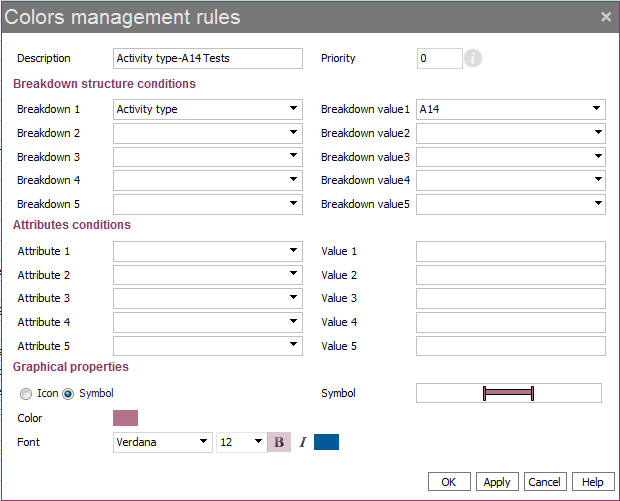 Colors management rules ×
Description Activity type-A14 Tests Priority 0 i
Breakdown structure conditions
Breakdown 1 Activity type Breakdown value1 A14
Breakdown 2 Breakdown value2
Breakdown 3 Breakdown value3
Breakdown 4 Breakdown value4
Breakdown 5 Breakdown value5
Attributes conditions
Attribute 1 Value 1
Attribute 2 Value 2
Attribute 3 Value 3
Attribute 4 Value 4
Attribute 5 Value 5
Graphical properties
Icon Symbol Symbol
Color
Font Verdana 12 B I
OK Apply Cancel Help